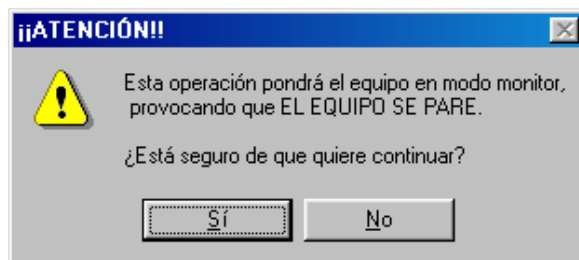 ¡¡ATENCIÓN!!
Esta operación pondrá el equipo en modo monitor,
provocando que EL EQUIPO SE PARE.
¿Está seguro de que quiere continuar?
Sí
No